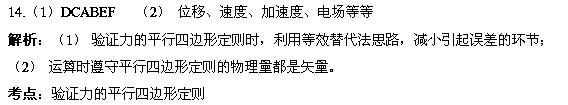 14.（1）DCABEF （2） 位移、速度、加速度、电场等等
解析：（1） 验证力的平行四边形定则时，利用等效替代法思路，减小引起误差的环节；
（2） 运算时遵守平行四边形定则的物理量都是矢量。
考点：验证力的平行四边形定则